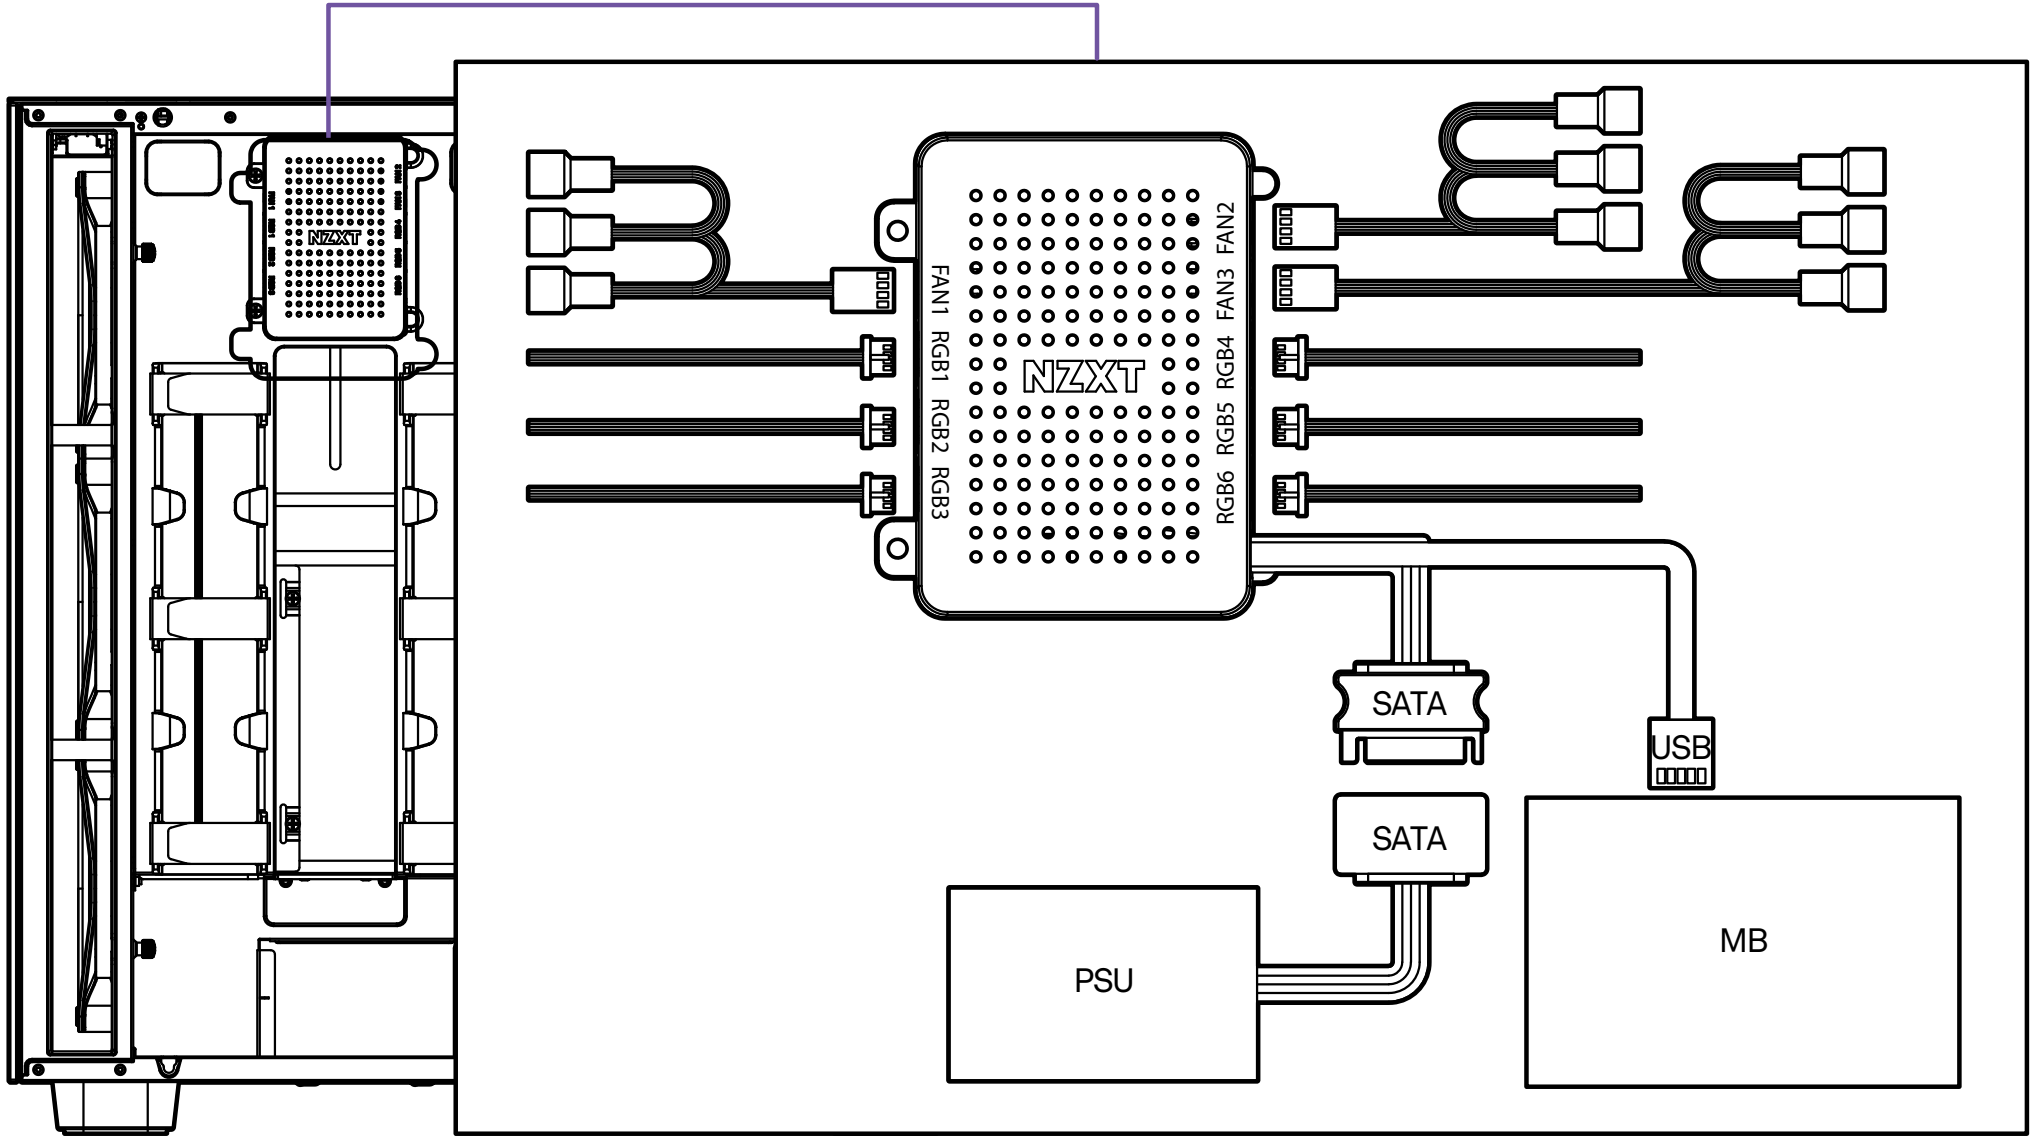 NZXT
FAN1
RGB1
RGB2
RGB3
NZXT
FAN2
FAN3
RGB4
RGB5
RGB6
SATA
USB
SATA
PSU
MB